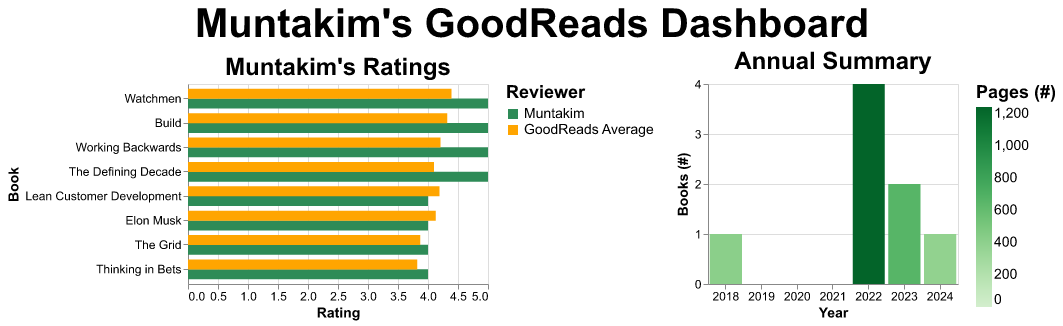 Muntakim's GoodReads Dashboard
Muntakim's Ratings
Book
Watchmen
Build
Working Backwards
The Defining Decade
Lean Customer Development
Elon Musk
The Grid
Thinking in Bets
0.0 0.5 1.0 1.5 2.0 2.5 3.0 3.5 4.0 4.5 5.0
Rating
Reviewer
Muntakim
GoodReads Average
Annual Summary
Books (#)
4
3
2
1
0
2018 2019 2020 2021 2022 2023 2024
Year
Pages (#)
1,200
1,000
800
600
400
200
0